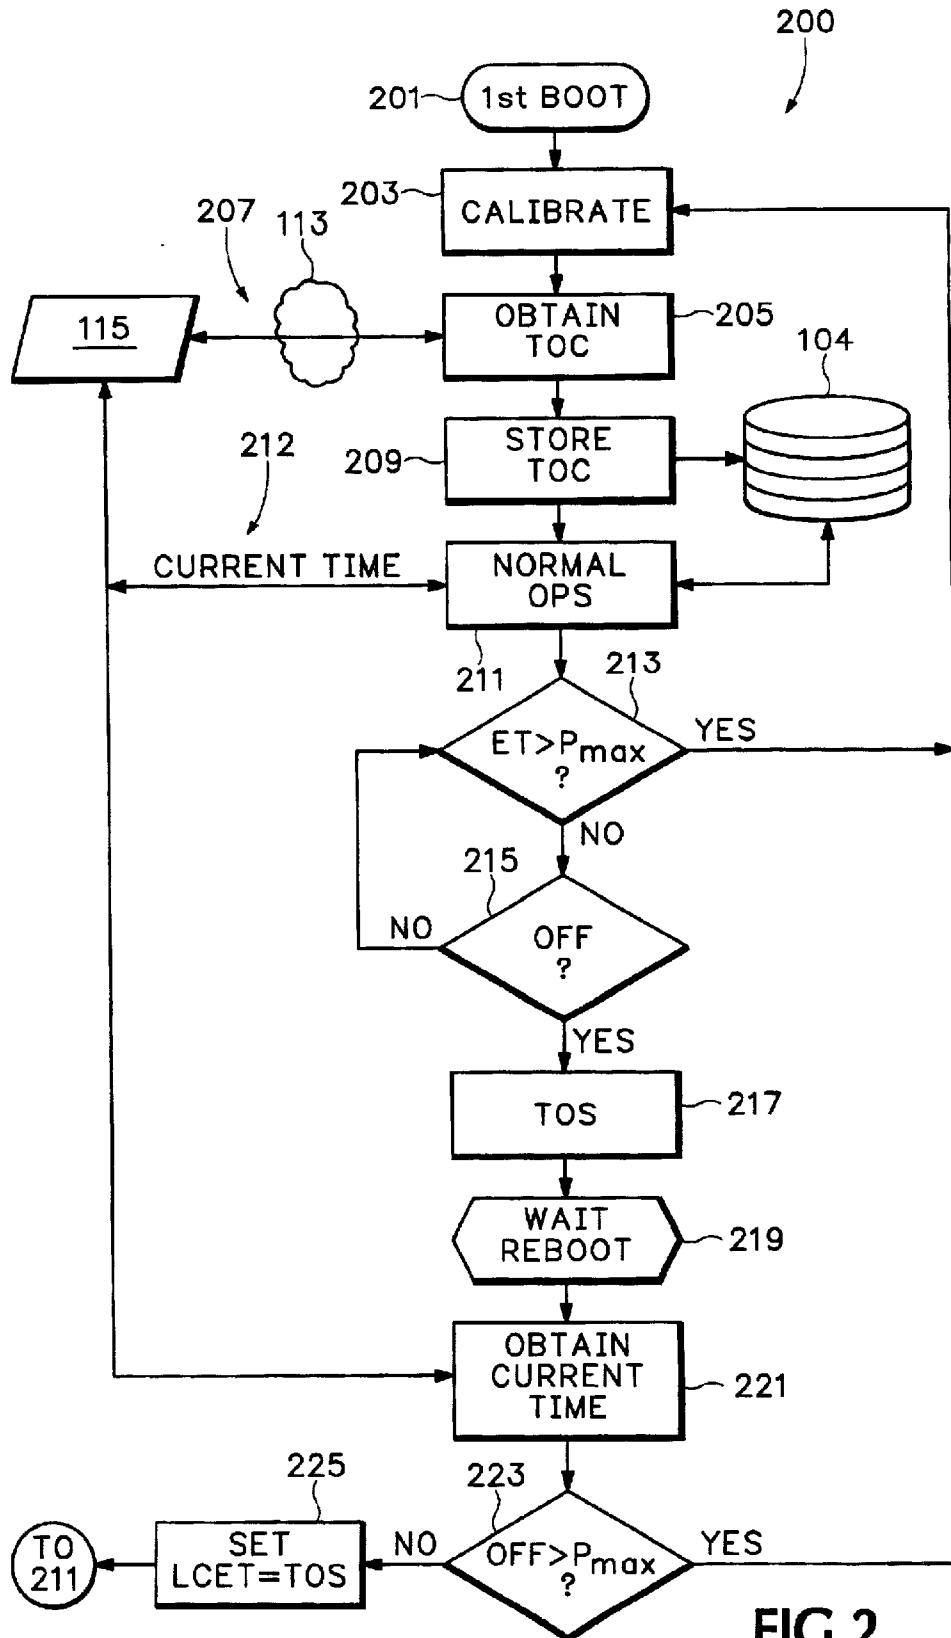 200
201
1st BOOT
203
CALIBRATE
207
113
115
OBTAIN
TOC
205
104
209
STORE
TOC
212
CURRENT TIME
NORMAL
OPS
211
213
ET>Pmax
?
YES
NO
215
OFF
?
NO
YES
TOS
217
WAIT
REBOOT
219
OBTAIN
CURRENT
TIME
221
225
223
TO
211
SET
LCET=TOS
NO
OFF>Pmax
?
YES
FIG.2